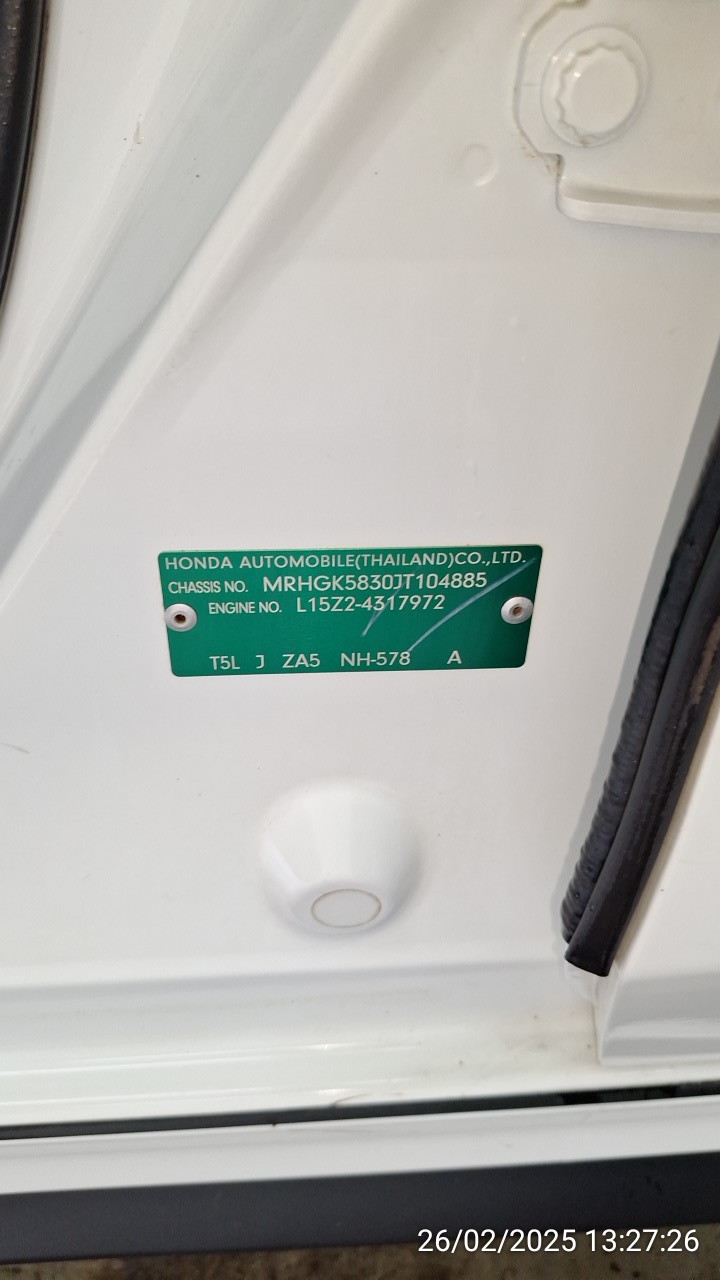 HONDA AUTOMOBILE(THAILAND)CO.,LTD.
CHASSIS NO. MRHGK5830JT104885
ENGINE NO. L15Z2-4317972
T5L J ZA5 NH-578 A
26/02/2025 13:27:26